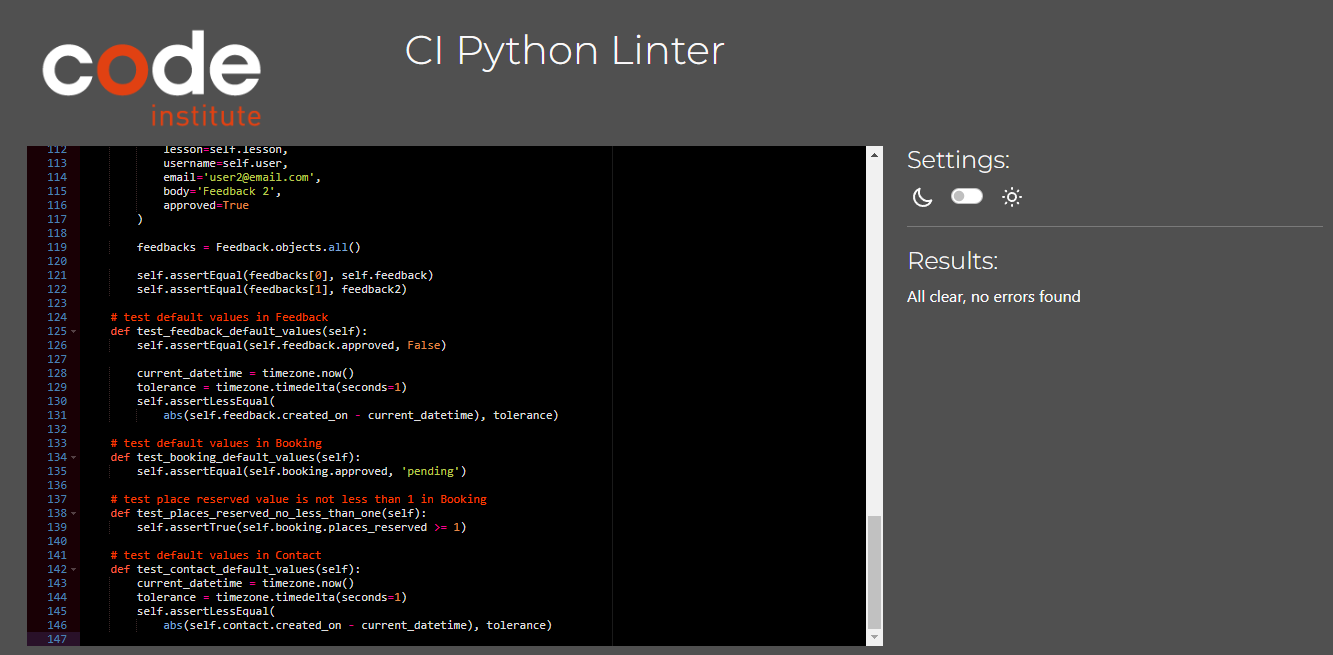 code
institute
CI Python Linter
112 lesson=self.lesson,
113 username=self.user,
114 email='user2@email.com',
115 body='Feedback 2',
116 approved=True
117 )
118
119 feedbacks = Feedback.objects.all()
120
121 self.assertEqual(feedbacks[0], self.feedback)
122 self.assertEqual(feedbacks[1], feedback2)
123
124 # test default values in Feedback
125 def test_feedback_default_values(self):
126 self.assertEqual(self.feedback.approved, False)
127
128 current_datetime = timezone.now()
129 tolerance = timezone.timedelta(seconds=1)
130 self.assertLessEqual(
131 abs(self.feedback.created_on - current_datetime), tolerance)
132
133 # test default values in Booking
134 def test_booking_default_values(self):
135 self.assertEqual(self.booking.approved, 'pending')
136
137 # test place reserved value is not less than 1 in Booking
138 def test_places_reserved_no_less_than_one(self):
139 self.assertTrue(self.booking.places_reserved >= 1)
140
141 # test default values in Contact
142 def test_contact_default_values(self):
143 current_datetime = timezone.now()
144 tolerance = timezone.timedelta(seconds=1)
145 self.assertLessEqual(
146 abs(self.contact.created_on - current_datetime), tolerance)
147
Settings:
Results:
All clear, no errors found